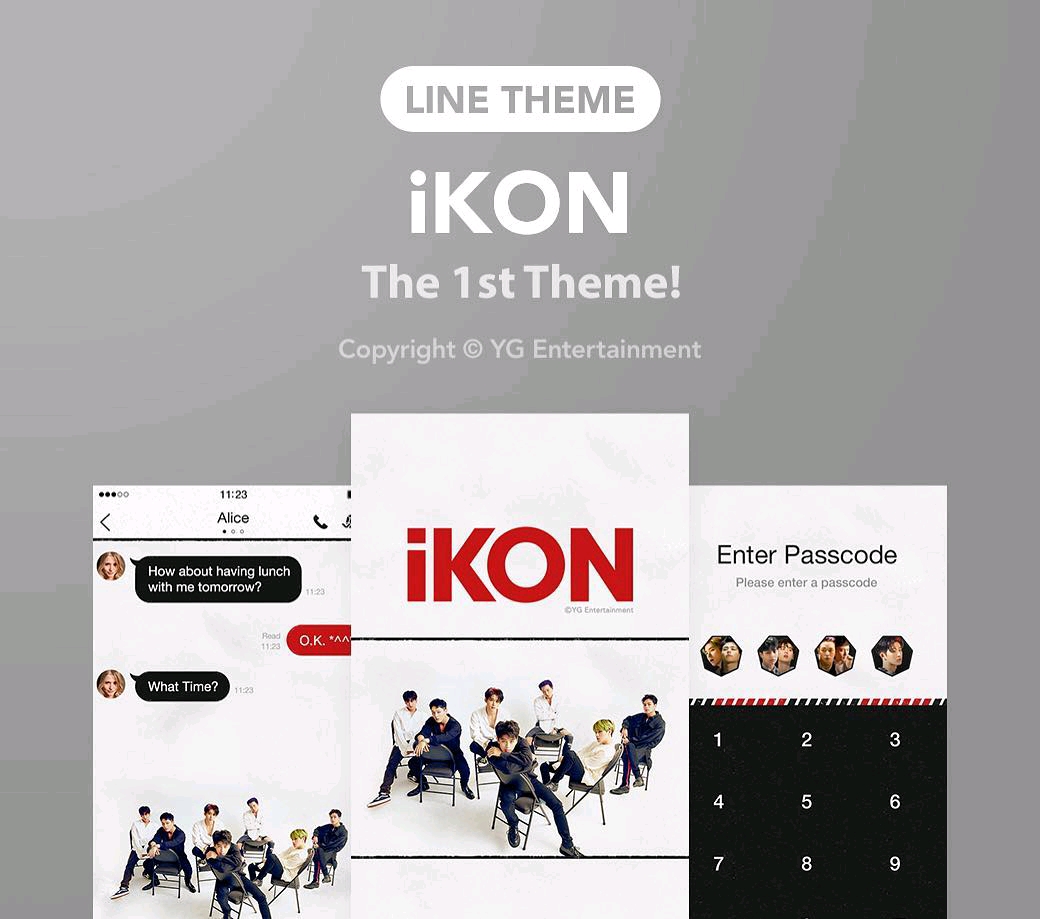 LINE THEME
iKON
The 1st Theme!
Copyright © YG Entertainment
11:23
Alice
How about having lunch
with me tomorrow?
11:23
Read
11:23
O.K. *^^
What Time?
11:23
iKON
©YG Entertainment
Enter Passcode
Please enter a passcode
1 2 3
4 5 6
7 8 9